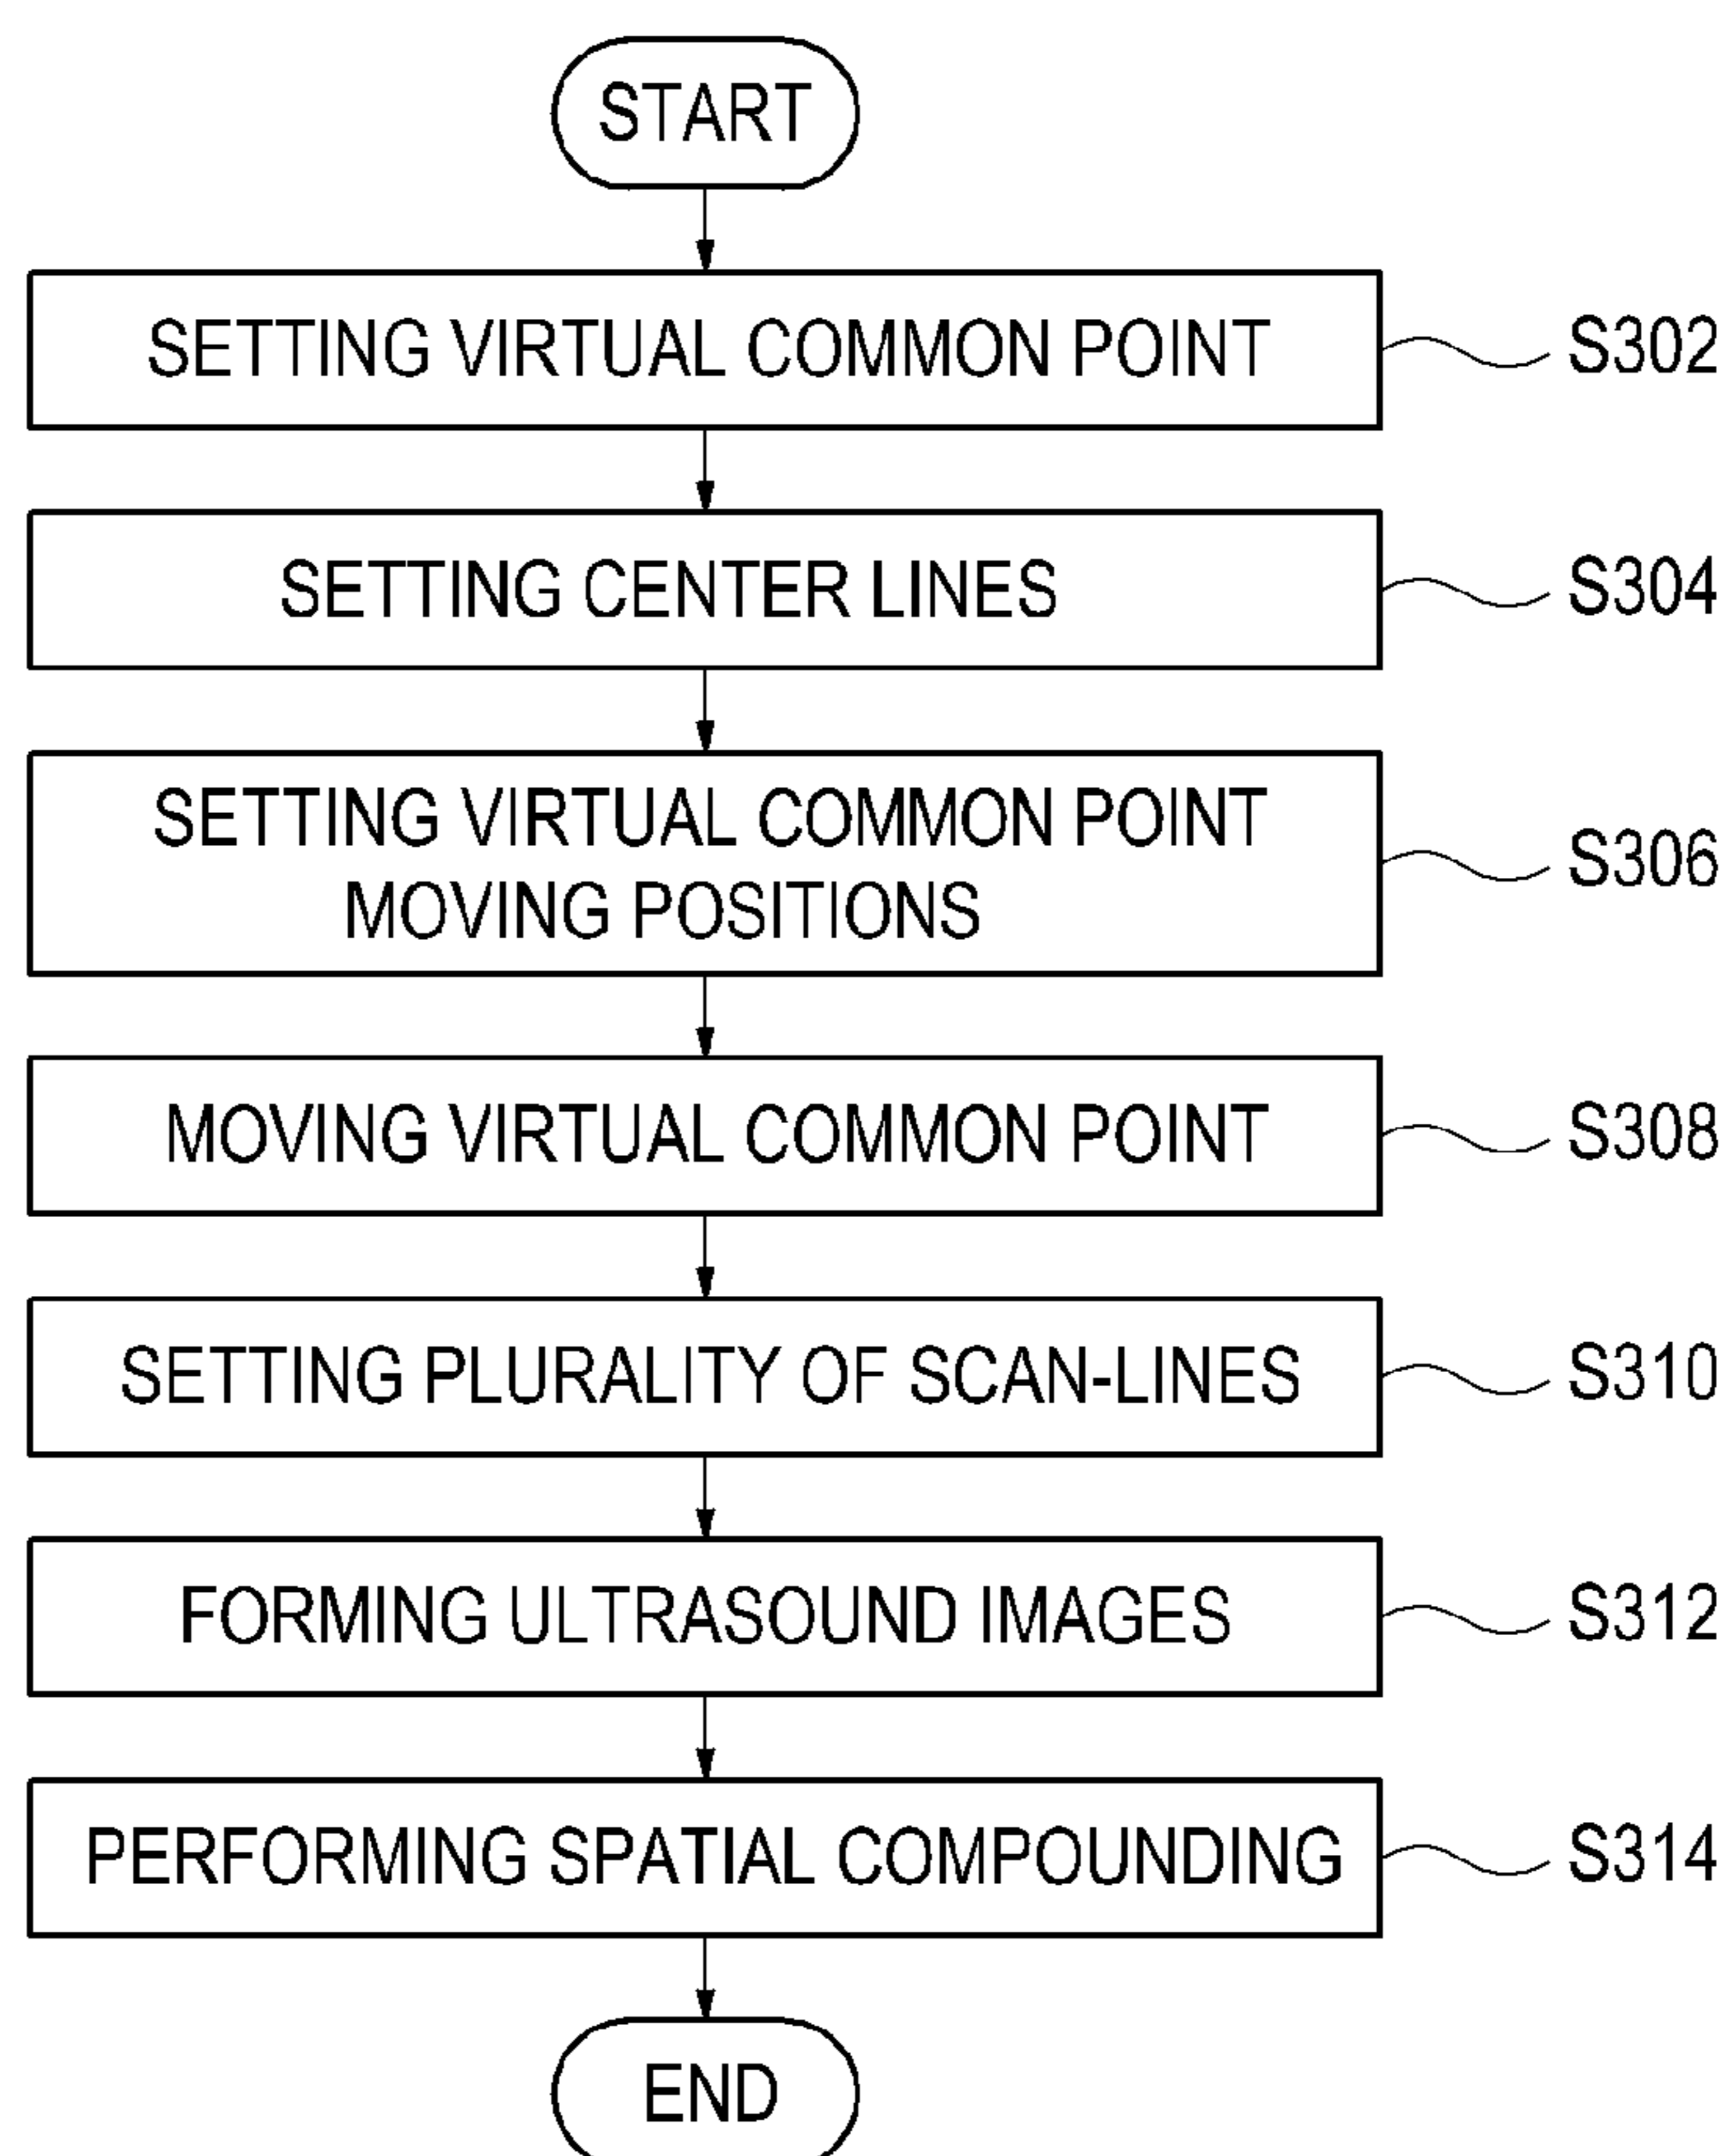 START
SETTING VIRTUAL COMMON POINT
S302
SETTING CENTER LINES
S304
SETTING VIRTUAL COMMON POINT
MOVING POSITIONS
S306
MOVING VIRTUAL COMMON POINT
S308
SETTING PLURALITY OF SCAN-LINES
S310
FORMING ULTRASOUND IMAGES
S312
PERFORMING SPATIAL COMPOUNDING
S314
END